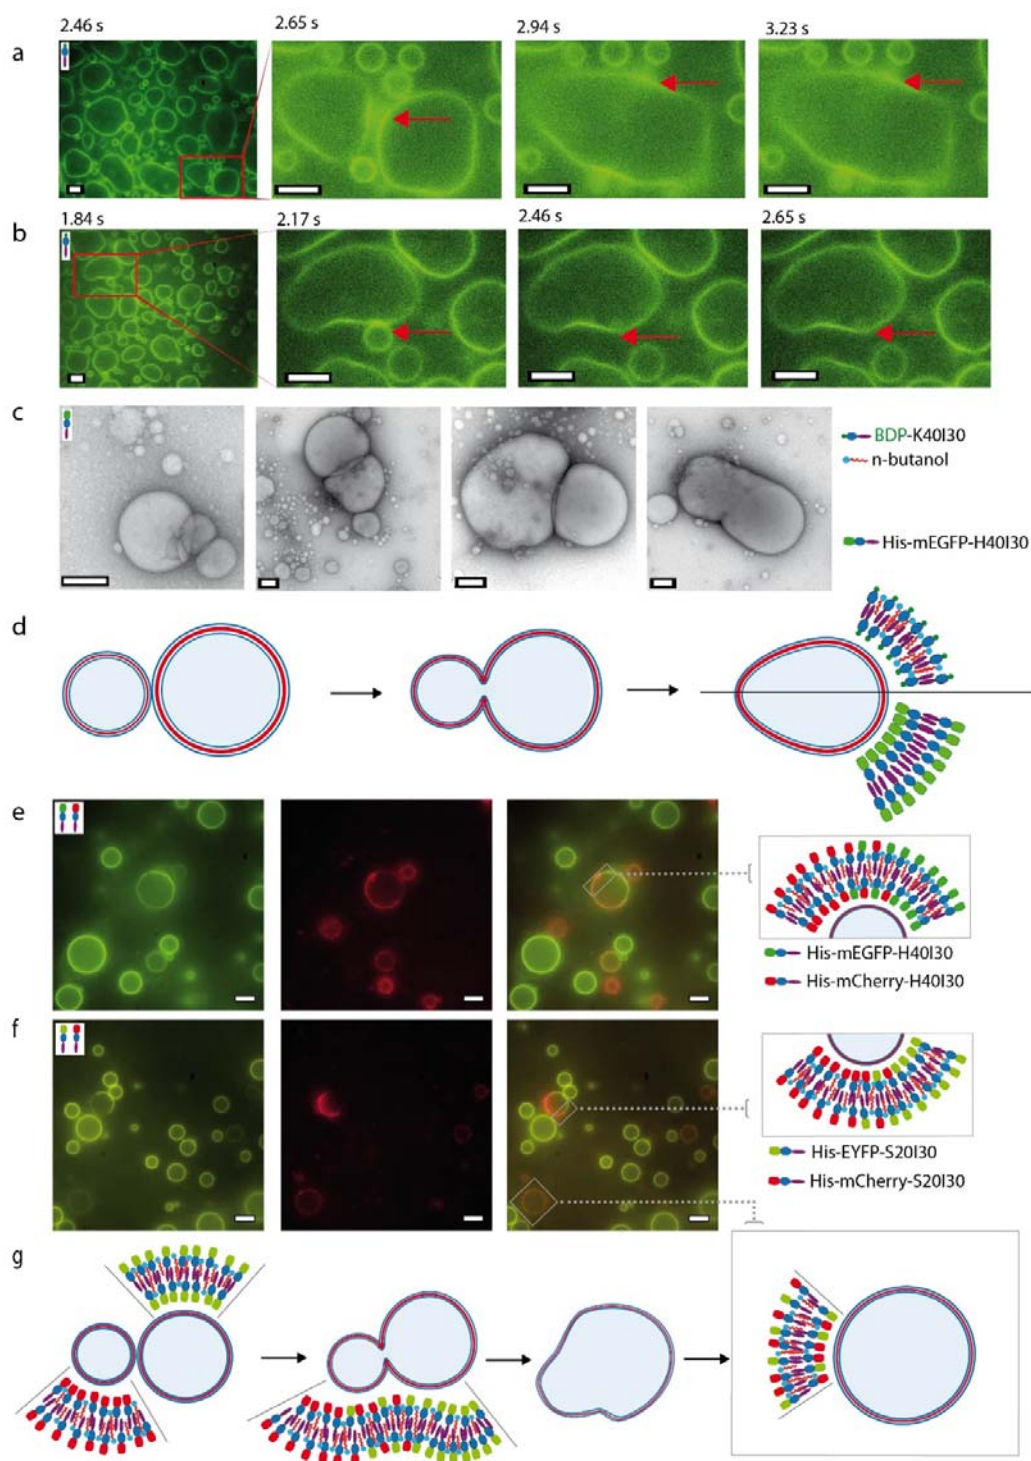 2.46 s 2.65 s 2.94 s 3.23 s
a
1.84 s 2.17 s 2.46 s 2.65 s
b
c
BDP-K40I30
n-butanol
His-mEGFP-H40I30
d
e
His-mEGFP-H40I30
His-mCherry-H40I30
f
His-EYFP-S20I30
His-mCherry-S20I30
g